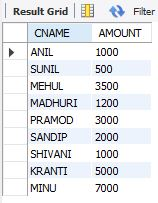 Result Grid Filter
CNAME AMOUNT
ANIL 1000
SUNIL 500
MEHUL 3500
MADHURI 1200
PRAMOD 3000
SANDIP 2000
SHIVANI 1000
KRANTI 5000
MINU 7000